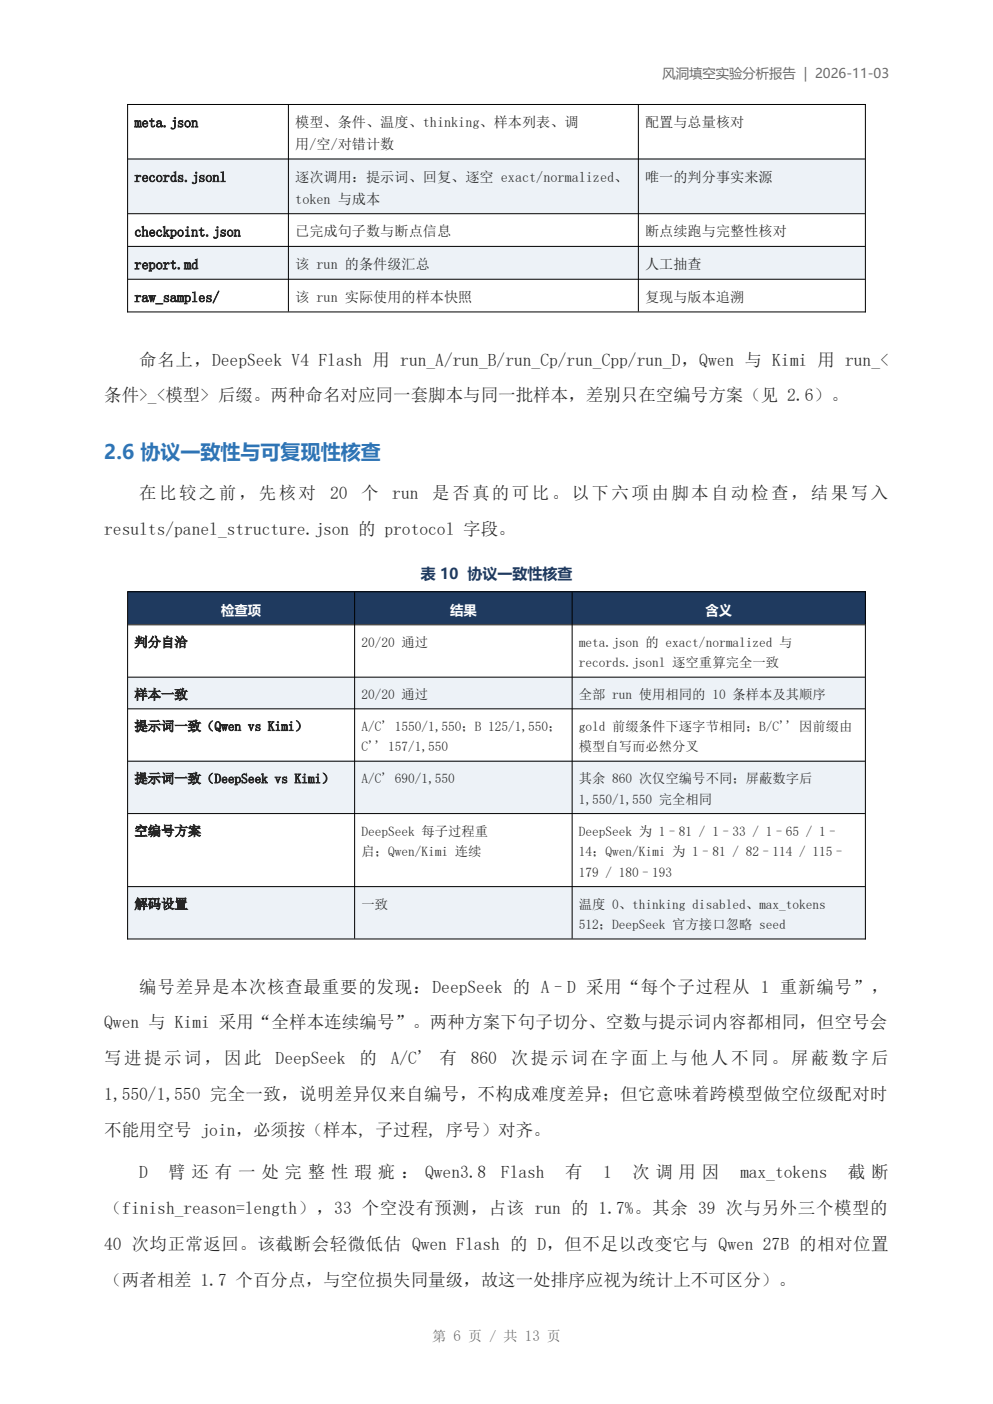 风洞填空实验分析报告 | 2026-11-03
meta.json 模型、条件、温度、thinking、样本列表、调 配置与总量核对
用/空/对错计数
records.jsonl 逐次调用：提示词、回复、逐空 exact/normalized、 唯一的判分事实来源
token 与成本
checkpoint.json 已完成句子数与断点信息 断点续跑与完整性核对
report.md 该 run 的条件级汇总 人工抽查
raw_samples/ 该 run 实际使用的样本快照 复现与版本追溯
命名上，DeepSeek V4 Flash 用 run_A/run_B/run_Cp/run_Cpp/run_D，Qwen 与 Kimi 用 run_<
条件>_<模型> 后缀。两种命名对应同一套脚本与同一批样本，差别只在空编号方案（见 2.6）。
2.6 协议一致性与可复现性核查
在比较之前，先核对 20 个 run 是否真的可比。以下六项由脚本自动检查，结果写入
results/panel_structure.json 的 protocol 字段。
表 10 协议一致性核查
检查项 结果 含义
判分自洽 20/20 通过 meta.json 的 exact/normalized 与
records.jsonl 逐空重算完全一致
样本一致 20/20 通过 全部 run 使用相同的 10 条样本及其顺序
提示词一致（Qwen vs Kimi） A/C' 1550/1,550；B 125/1,550； gold 前缀条件下逐字节相同；B/C'' 因前缀由
C'' 157/1,550 模型自写而必然分叉
提示词一致（DeepSeek vs Kimi） A/C' 690/1,550 其余 860 次仅空编号不同；屏蔽数字后
1,550/1,550 完全相同
空编号方案 DeepSeek 每子过程重 DeepSeek 为 1–81 / 1–33 / 1–65 / 1–
启；Qwen/Kimi 连续 14；Qwen/Kimi 为 1–81 / 82–114 / 115–
179 / 180–193
解码设置 一致 温度 0、thinking disabled、max_tokens
512；DeepSeek 官方接口忽略 seed
编号差异是本次核查最重要的发现：DeepSeek 的 A–D 采用“每个子过程从 1 重新编号”，
Qwen 与 Kimi 采用“全样本连续编号”。两种方案下句子切分、空数与提示词内容都相同，但空号会
写进提示词，因此 DeepSeek 的 A/C' 有 860 次提示词在字面上与他人不同。屏蔽数字后
1,550/1,550 完全一致，说明差异仅来自编号，不构成难度差异；但它意味着跨模型做空位级配对时
不能用空号 join，必须按（样本, 子过程, 序号）对齐。
D 臂还有一处完整性瑕疵：Qwen3.8 Flash 有 1 次调用因 max_tokens 截断
（finish_reason=length），33 个空没有预测，占该 run 的 1.7%。其余 39 次与另外三个模型的
40 次均正常返回。该截断会轻微低估 Qwen Flash 的 D，但不足以改变它与 Qwen 27B 的相对位置
（两者相差 1.7 个百分点，与空位损失同量级，故这一处排序应视为统计上不可区分）。
第 6 页 / 共 13 页